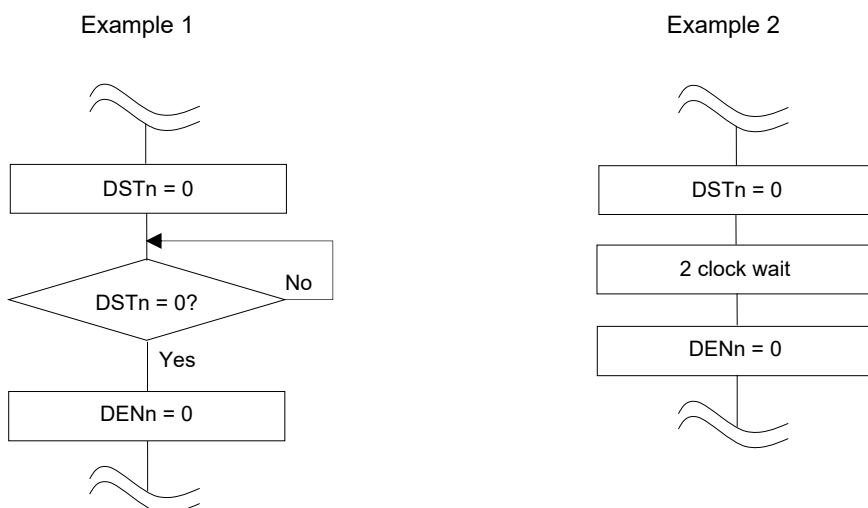 Example 1
DSTn = 0
DSTn = 0?
No
Yes
DENn = 0
Example 2
DSTn = 0
2 clock wait
DENn = 0